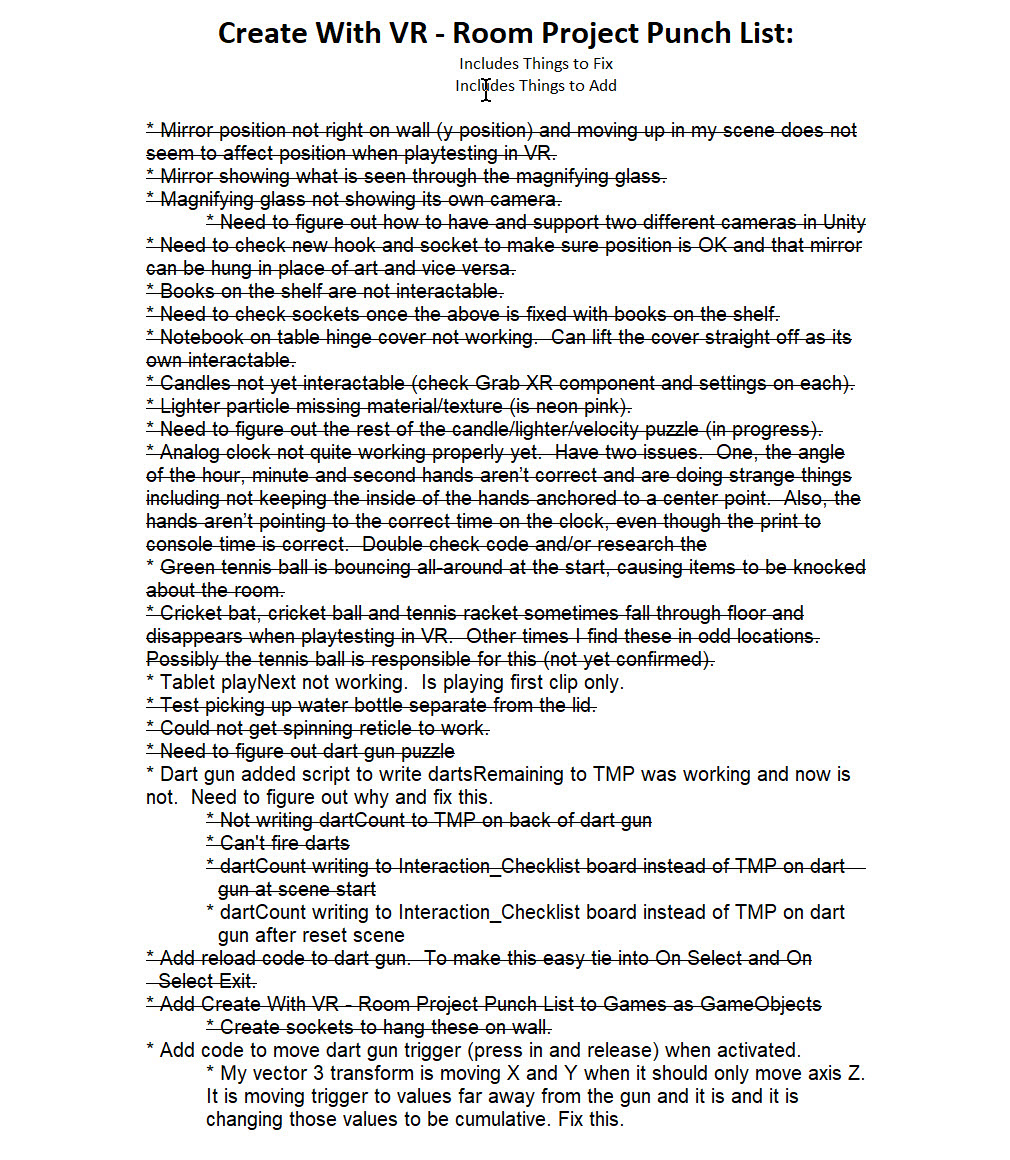 Create With VR - Room Project Punch List:
Includes Things to Fix
Includes Things to Add
* Mirror position not right on wall (y position) and moving up in my scene does not
seem to affect position when playtesting in VR.
* Mirror showing what is seen through the magnifying glass.
* Magnifying glass not showing its own camera.
* Need to figure out how to have and support two different cameras in Unity
* Need to check new hook and socket to make sure position is OK and that mirror
can be hung in place of art and vice versa.
* Books on the shelf are not interactable.
* Need to check sockets once the above is fixed with books on the shelf.
* Notebook on table hinge cover not working.  Can lift the cover straight off as its
own interactable.
* Candles not yet interactable (check Grab XR component and settings on each).
* Lighter particle missing material/texture (is neon pink).
* Need to figure out the rest of the candle/lighter/velocity puzzle (in progress).
* Analog clock not quite working properly yet.  Have two issues.  One, the angle
of the hour, minute and second hands aren’t correct and are doing strange things
including not keeping the inside of the hands anchored to a center point.  Also, the
hands aren’t pointing to the correct time on the clock, even though the print to
console time is correct.  Double check code and/or research the
* Green tennis ball is bouncing all-around at the start, causing items to be knocked
about the room.
* Cricket bat, cricket ball and tennis racket sometimes fall through floor and
disappears when playtesting in VR.  Other times I find these in odd locations.
Possibly the tennis ball is responsible for this (not yet confirmed).
* Tablet playNext not working.  Is playing first clip only.
* Test picking up water bottle separate from the lid.
* Could not get spinning reticle to work.
* Need to figure out dart gun puzzle
* Dart gun added script to write dartsRemaining to TMP was working and now is
not.  Need to figure out why and fix this.
* Not writing dartCount to TMP on back of dart gun
* Can't fire darts
* dartCount writing to Interaction_Checklist board instead of TMP on dart
gun at scene start
* dartCount writing to Interaction_Checklist board instead of TMP on dart
gun after reset scene
* Add reload code to dart gun.  To make this easy tie into On Select and On
Select Exit.
* Add Create With VR - Room Project Punch List to Games as GameObjects
* Create sockets to hang these on wall.
* Add code to move dart gun trigger (press in and release) when activated.
* My vector 3 transform is moving X and Y when it should only move axis Z.
It is moving trigger to values far away from the gun and it is and it is
changing those values to be cumulative. Fix this.